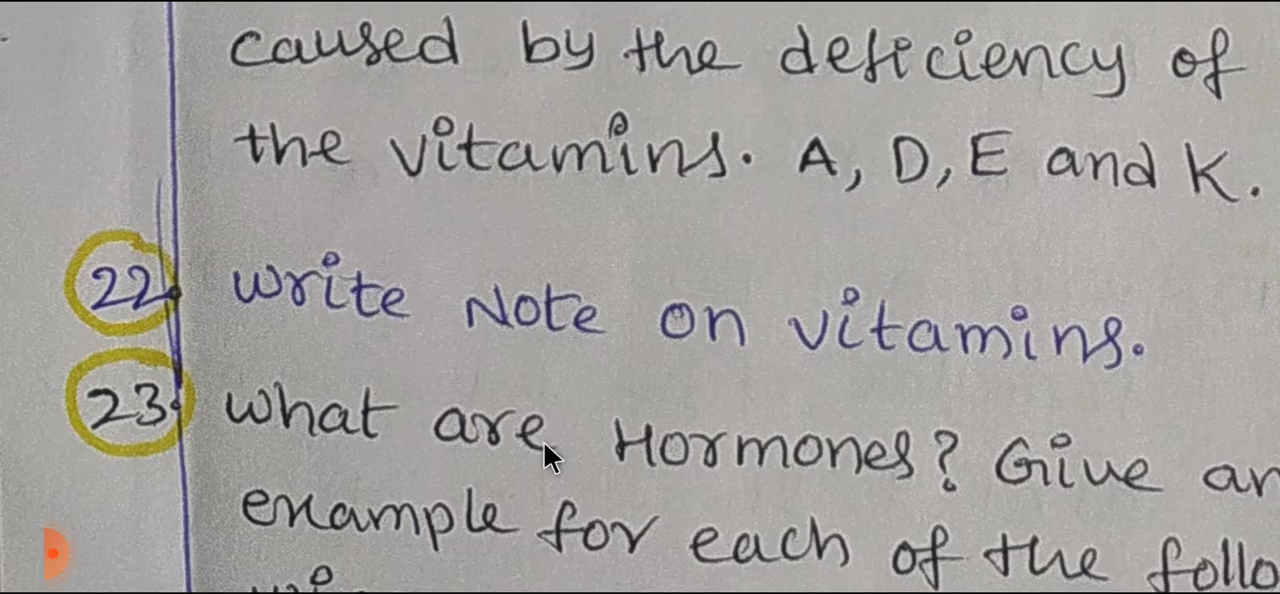 caused by the deficiency of
the vitamins. A, D, E and K.
22. write Note on vitamins.
23. what are Hormones? Give an
example for each of the follo